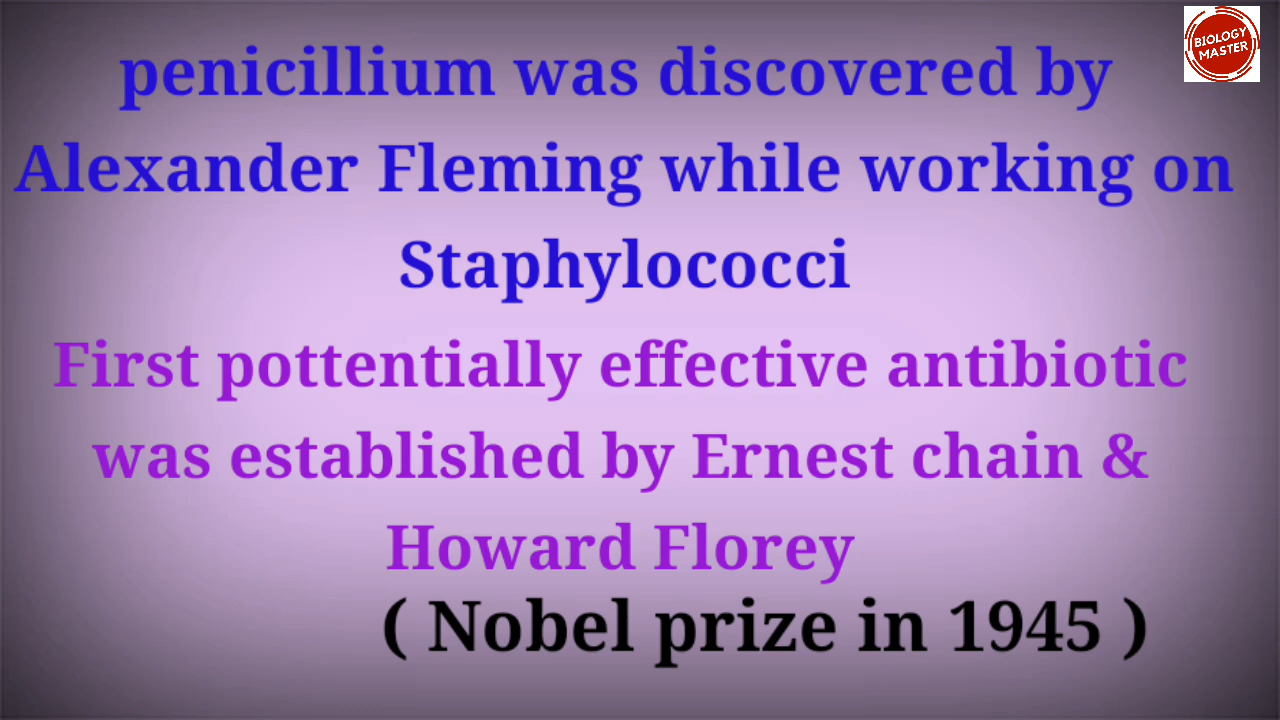 BIOLOGY
MASTER
penicillium was discovered by
Alexander Fleming while working on
Staphylococci
First pottentially effective antibiotic
was established by Ernest chain &
Howard Florey
( Nobel prize in 1945 )